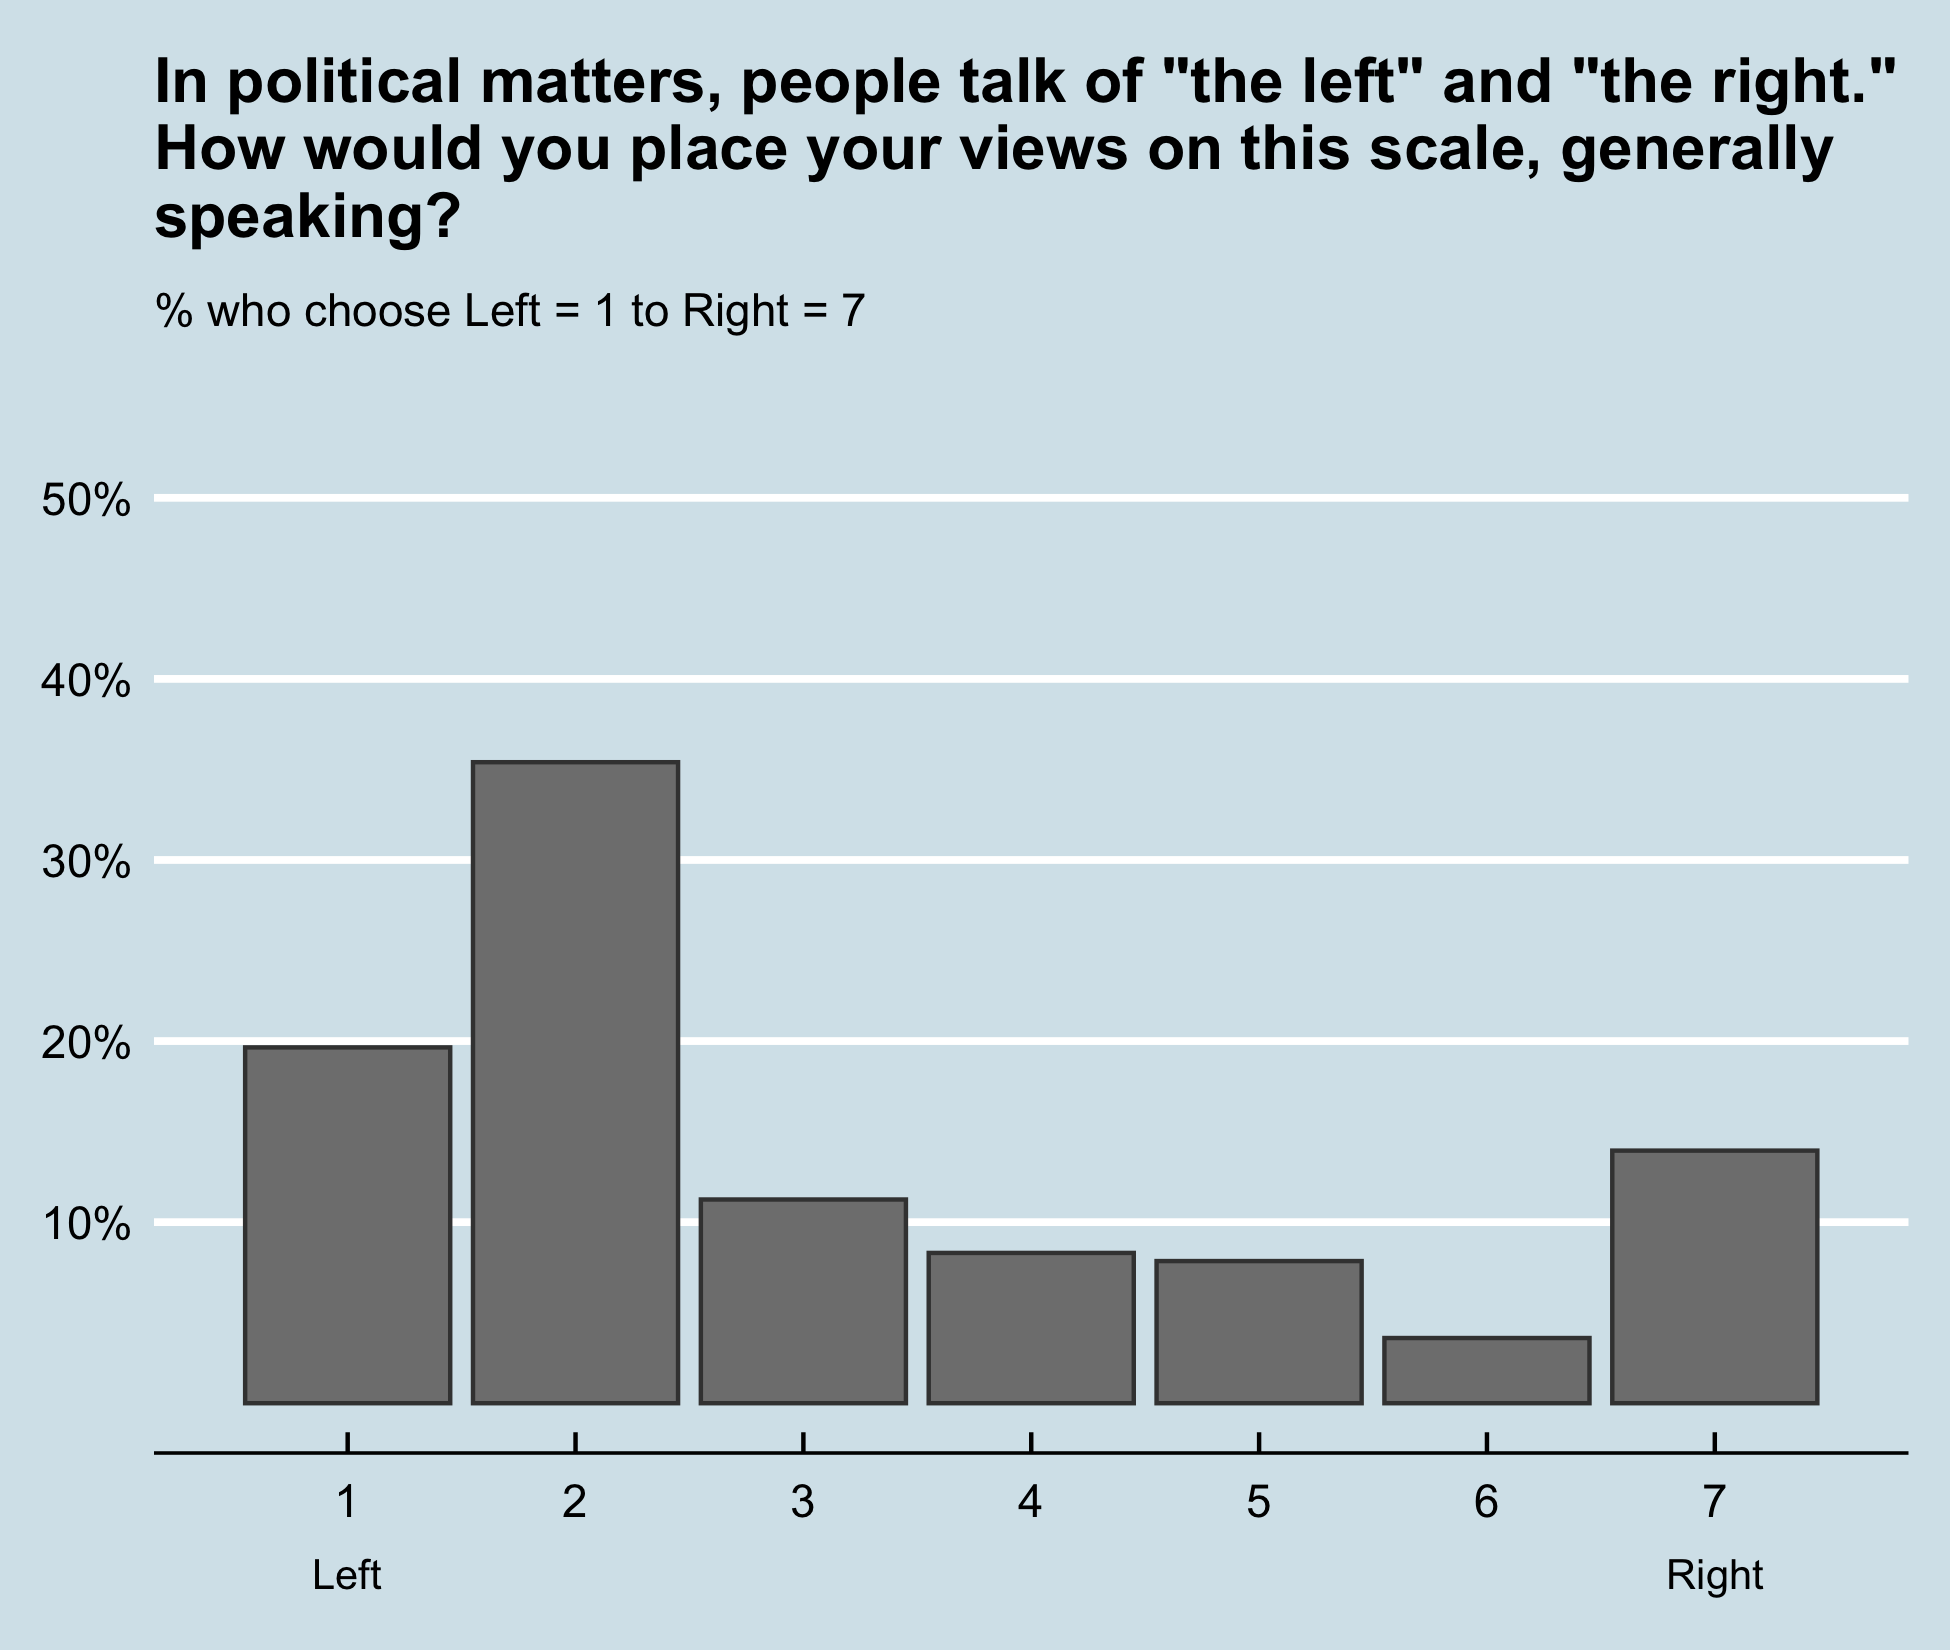 In political matters, people talk of "the left" and "the right."
How would you place your views on this scale, generally
speaking?
% who choose Left = 1 to Right = 7
50%
40%
30%
20%
10%
1 2 3 4 5 6 7
Left Right